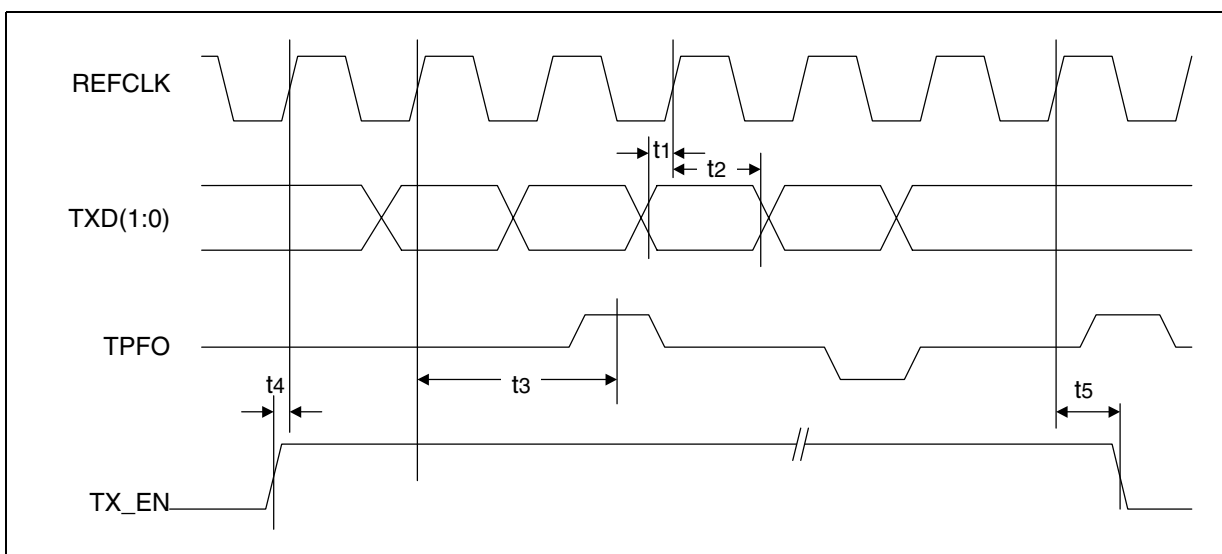 REFCLK
t1
t2
TXD(1:0)
TPFO
t4
t3
t5
TX_EN